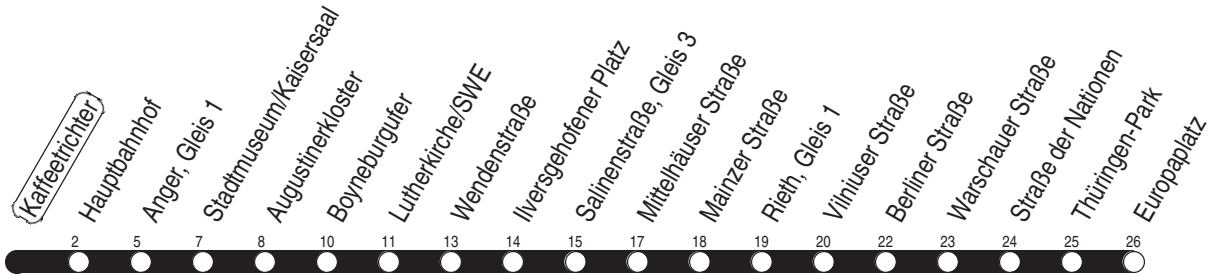 Kaffeetrichter
Hauptbahnhof
Anger, Gleis 1
Stadtmuseum/Kaisersaal
Augustinerkloster
Boyneburgufer
Lutherkirche/SWE
Wendenstraße
Ilversgehofener Platz
Salinenstraße, Gleis 3
Mittelhäuser Straße
Mainzer Straße
Rieth, Gleis 1
Vilniuser Straße
Berliner Straße
Warschauer Straße
Straße der Nationen
Thüringen-Park
Europaplatz
2 5 7 8 10 11 13 14 15 17 18 19 20 22 23 24 25 26